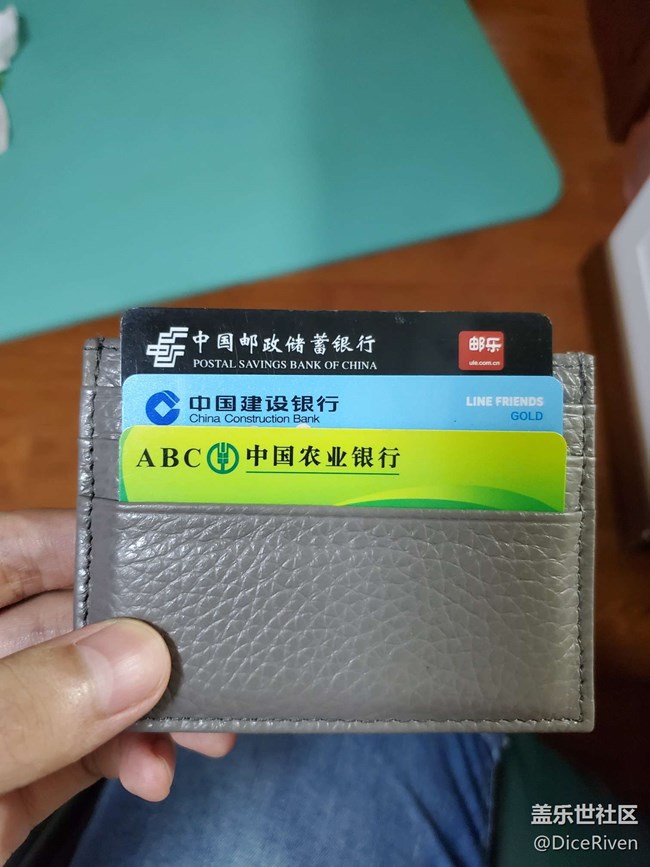 中国邮政储蓄银行
POSTAL SAVINGS BANK OF CHINA
邮乐
ule.com.cn
中国建设银行
China Construction Bank
LINE FRIENDS
GOLD
ABC 中国农业银行
盖乐世社区
@DiceRiven